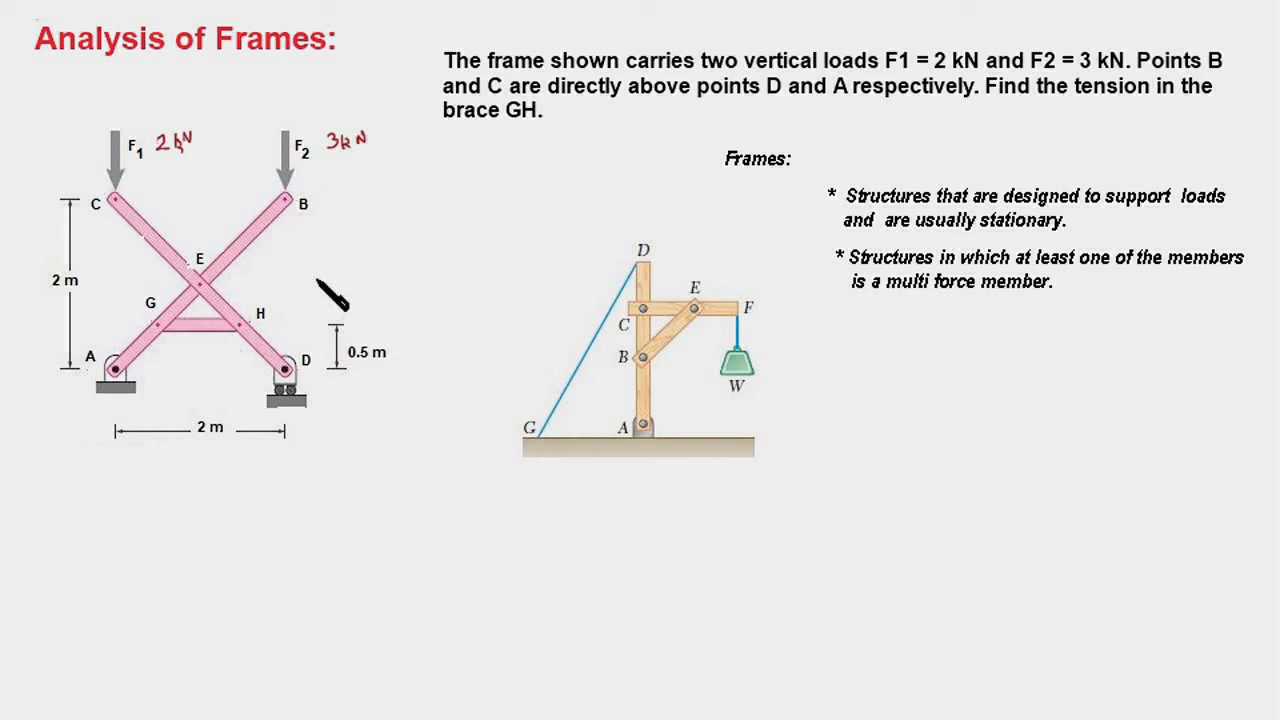 Analysis of Frames:
The frame shown carries two vertical loads F1 = 2 kN and F2 = 3 kN. Points B
and C are directly above points D and A respectively. Find the tension in the
brace GH.
Frames:
* Structures that are designed to support loads
and are usually stationary.
* Structures in which at least one of the members
is a multi force member.
F1 2 kN
F2 3 k N
C
B
E
2 m
G
H
A
D
0.5 m
2 m
D
E
F
C
B
W
G
A